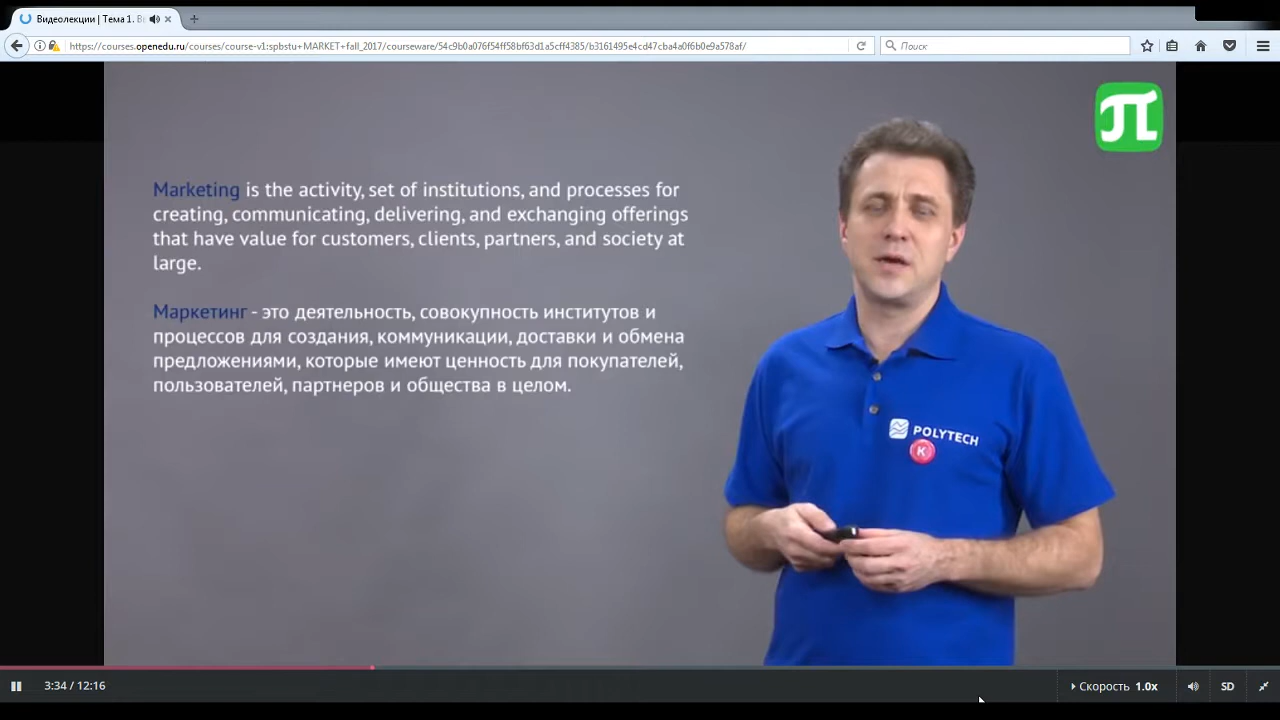 Видеолекции | Тема 1. В
https://courses.openedu.ru/courses/course-v1:spbstu+MARKET+fall_2017/courseware/54c9b0a076f54ff58bf63d1a5cff4385/b3161495e4cd47cba4a0f6b0e9a578af/
Поиск
Marketing is the activity, set of institutions, and processes for
creating, communicating, delivering, and exchanging offerings
that have value for customers, clients, partners, and society at
large.
Маркетинг - это деятельность, совокупность институтов и
процессов для создания, коммуникации, доставки и обмена
предложениями, которые имеют ценность для покупателей,
пользователей, партнеров и общества в целом.
POLYTECH
K
3:34 / 12:16
Скорость 1.0x
SD